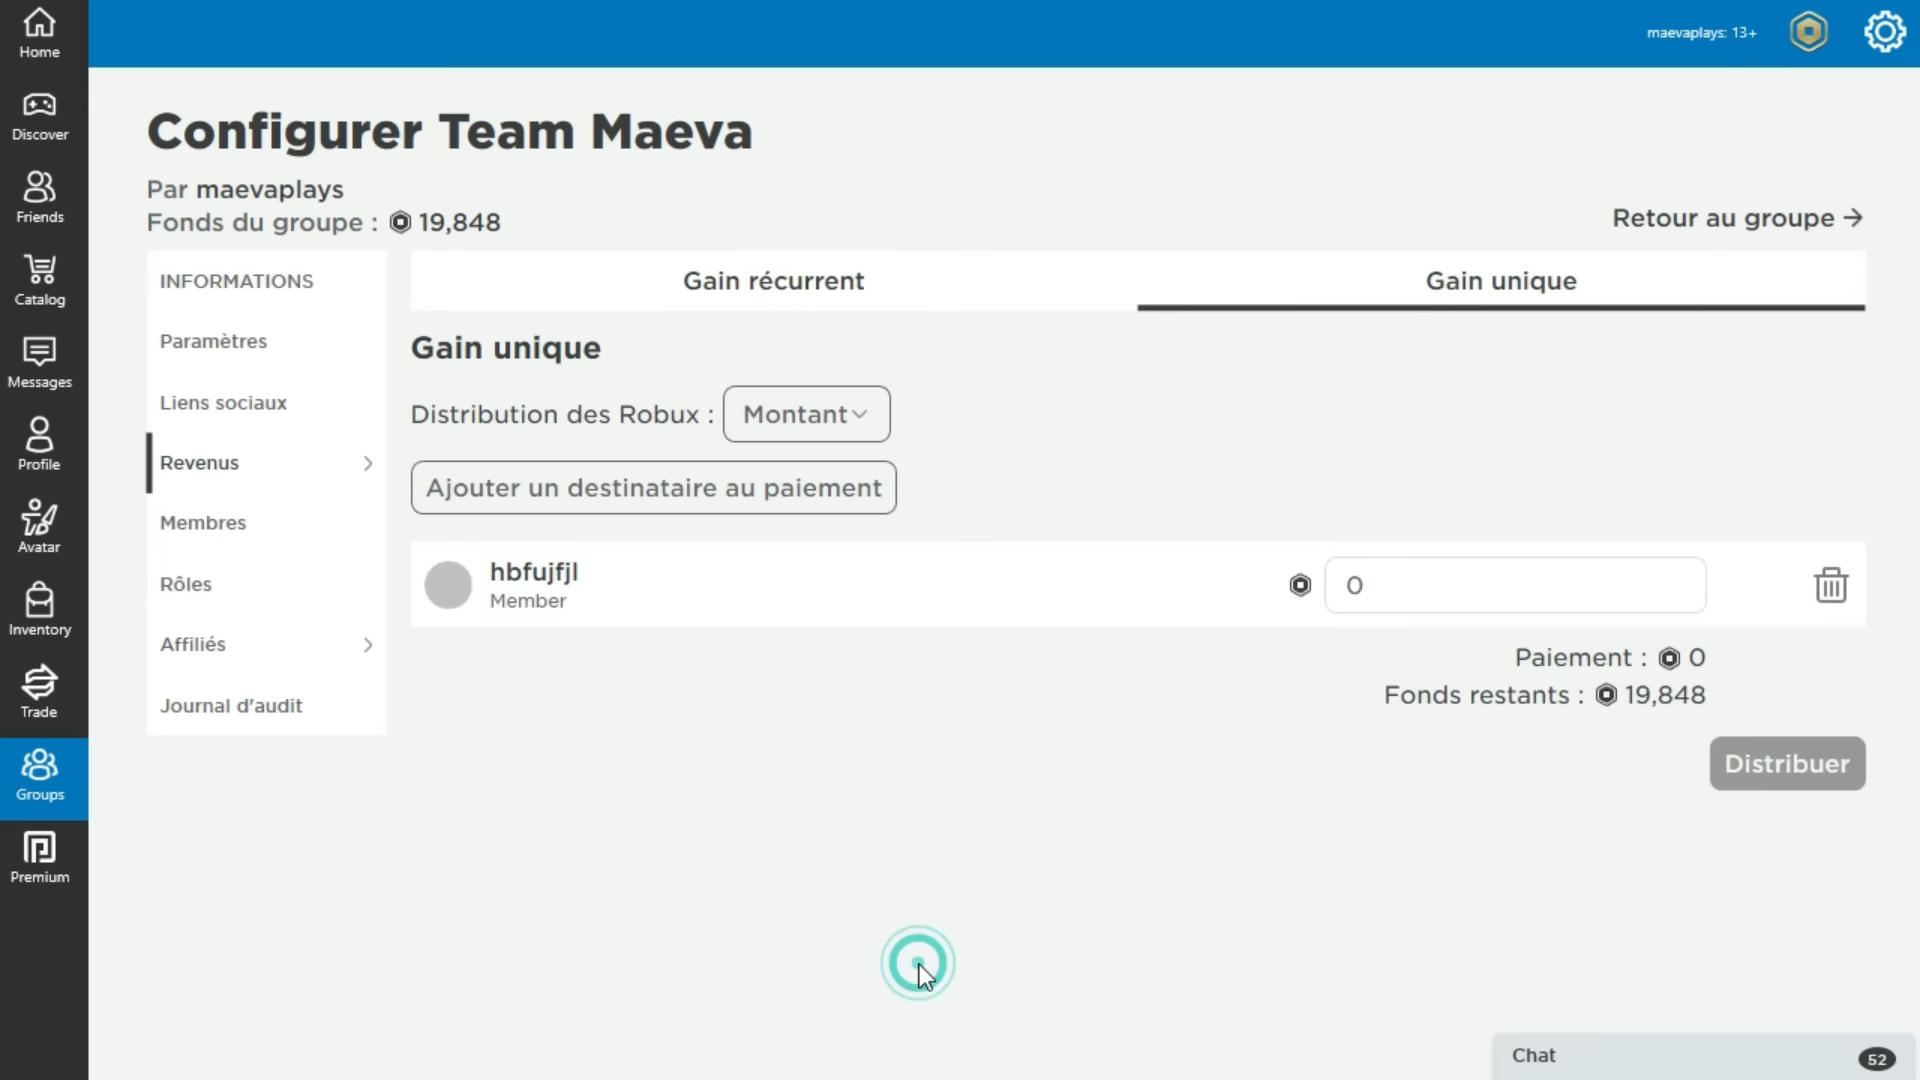 Home
Discover
Friends
Catalog
Messages
Profile
Avatar
Inventory
Trade
Groups
Premium
maevaplays: 13+
Configurer Team Maeva
Par maevaplays
Fonds du groupe : 19,848
Retour au groupe →
INFORMATIONS
Paramètres
Liens sociaux
Revenus
Membres
Rôles
Affiliés
Journal d'audit
Gain récurrent
Gain unique
Gain unique
Distribution des Robux : Montant
Ajouter un destinataire au paiement
hbfujfjl
Member
0
Paiement : 0
Fonds restants : 19,848
Distribuer
Chat
52